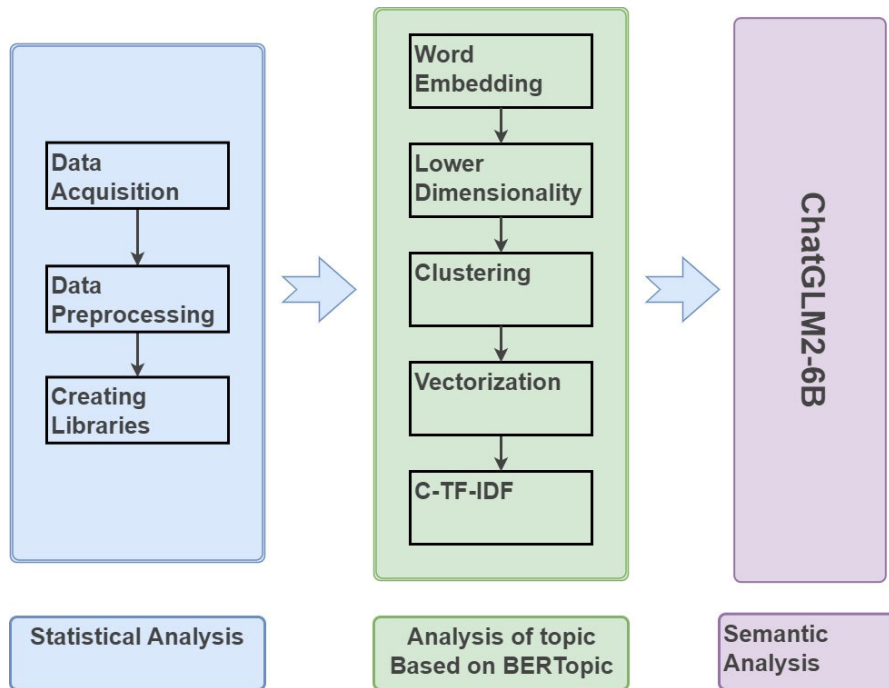 Data
Acquisition
Data
Preprocessing
Creating
Libraries
Word
Embedding
Lower
Dimensionality
Clustering
Vectorization
C-TF-IDF
ChatGLM2-6B
Statistical Analysis
Analysis of topic
Based on BERTopic
Semantic
Analysis